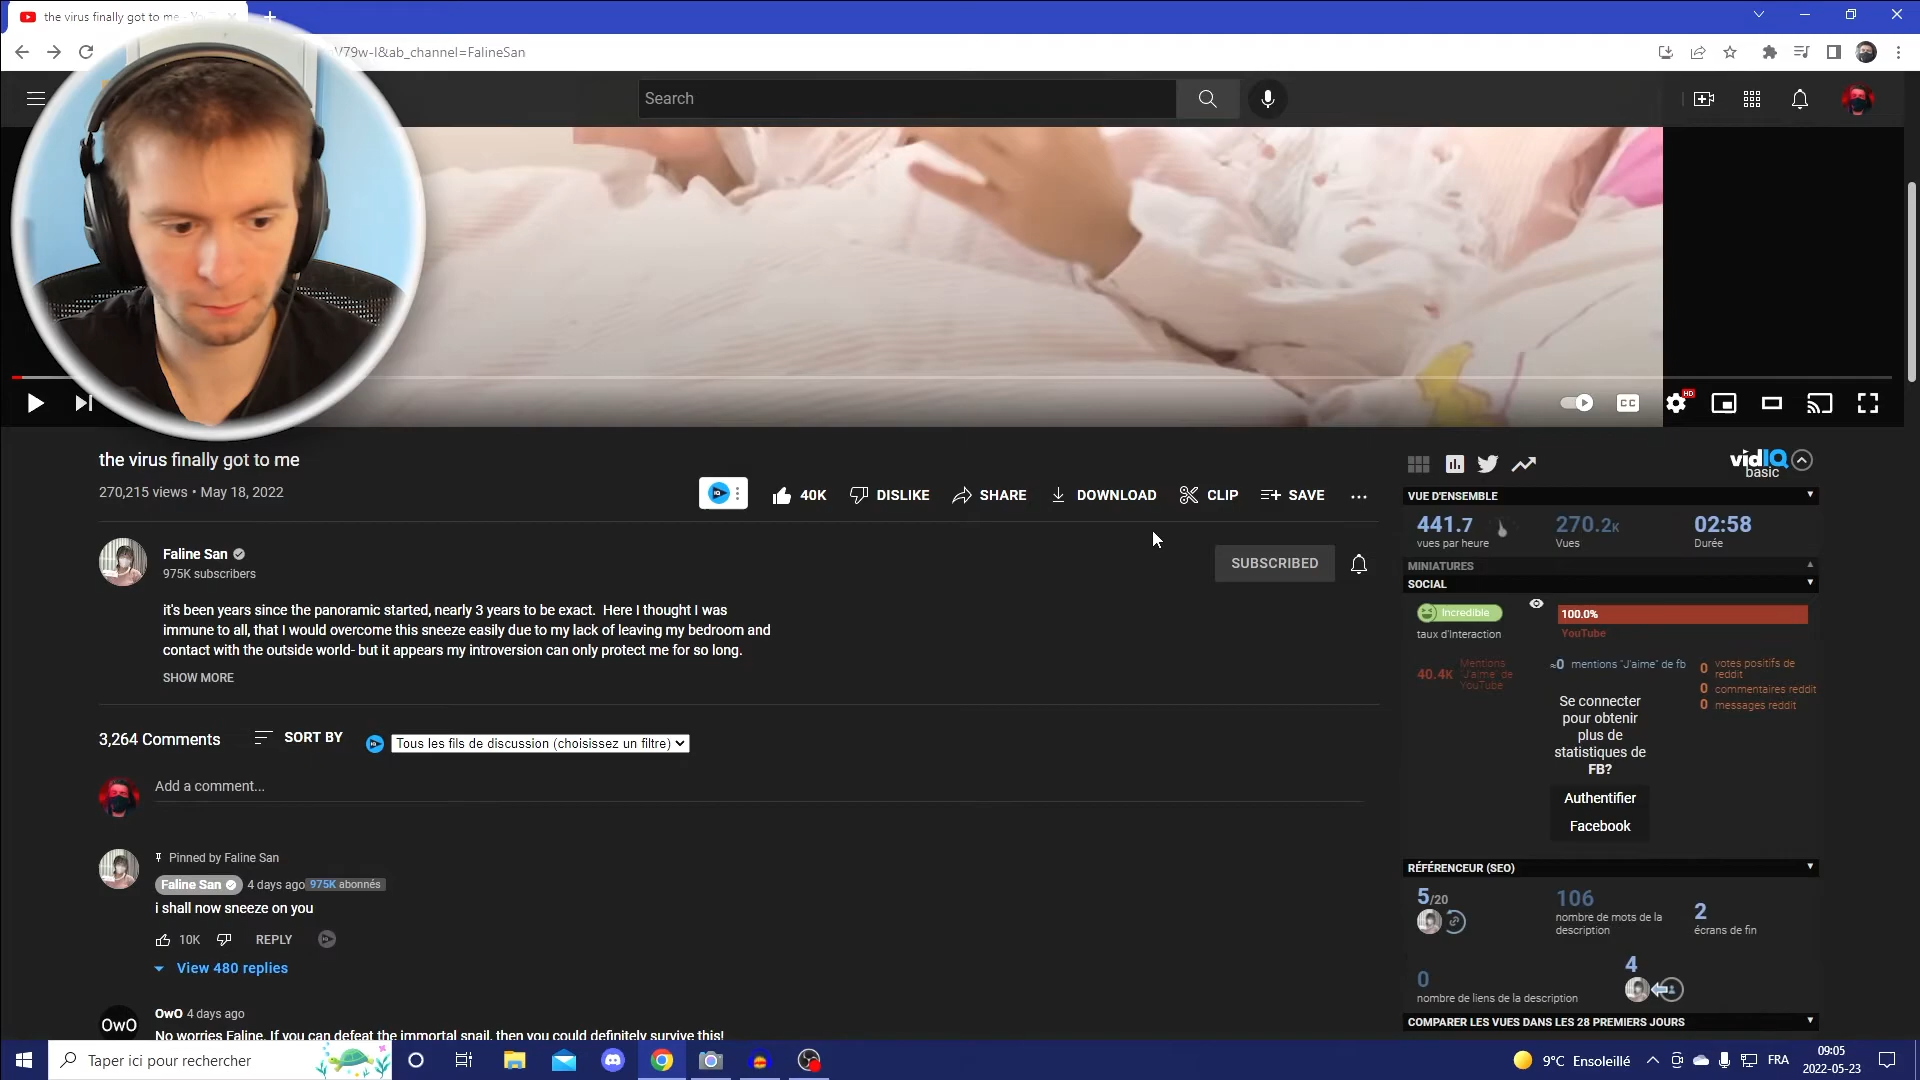 the virus finally got to me
V79w-I&ab_channel=FalineSan
Search
HD
CC
the virus finally got to me
270,215 views • May 18, 2022
40K
DISLIKE
SHARE
DOWNLOAD
CLIP
SAVE
Faline San
975K subscribers
SUBSCRIBED
it's been years since the panoramic started, nearly 3 years to be exact. Here I thought I was
immune to all, that I would overcome this sneeze easily due to my lack of leaving my bedroom and
contact with the outside world- but it appears my introversion can only protect me for so long.
SHOW MORE
3,264 Comments
SORT BY
Tous les fils de discussion (choisissez un filtre)
Add a comment...
Pinned by Faline San
Faline San
4 days ago
975K abonnés
i shall now sneeze on you
10K
REPLY
View 480 replies
OwO
OwO 4 days ago
No worries Faline. If you can defeat the immortal snail, then you could definitely survive this!
vidIQ
basic
VUE D'ENSEMBLE
441.7
vues par heure
270.2K
Vues
02:58
Durée
MINIATURES
SOCIAL
Incredible
taux d'Interaction
100.0%
YouTube
40.4K
Mentions
"J'aime" de
YouTube
≈0 mentions "J'aime" de fb
0 votes positifs de
reddit
0 commentaires reddit
0 messages reddit
Se connecter
pour obtenir
plus de
statistiques de
FB?
Authentifier
Facebook
RÉFÉRENCEUR (SEO)
5/20
106
nombre de mots de la
description
2
écrans de fin
0
nombre de liens de la description
4
COMPARER LES VUES DANS LES 28 PREMIERS JOURS
Taper ici pour rechercher
9°C Ensoleillé
FRA
09:05
2022-05-23